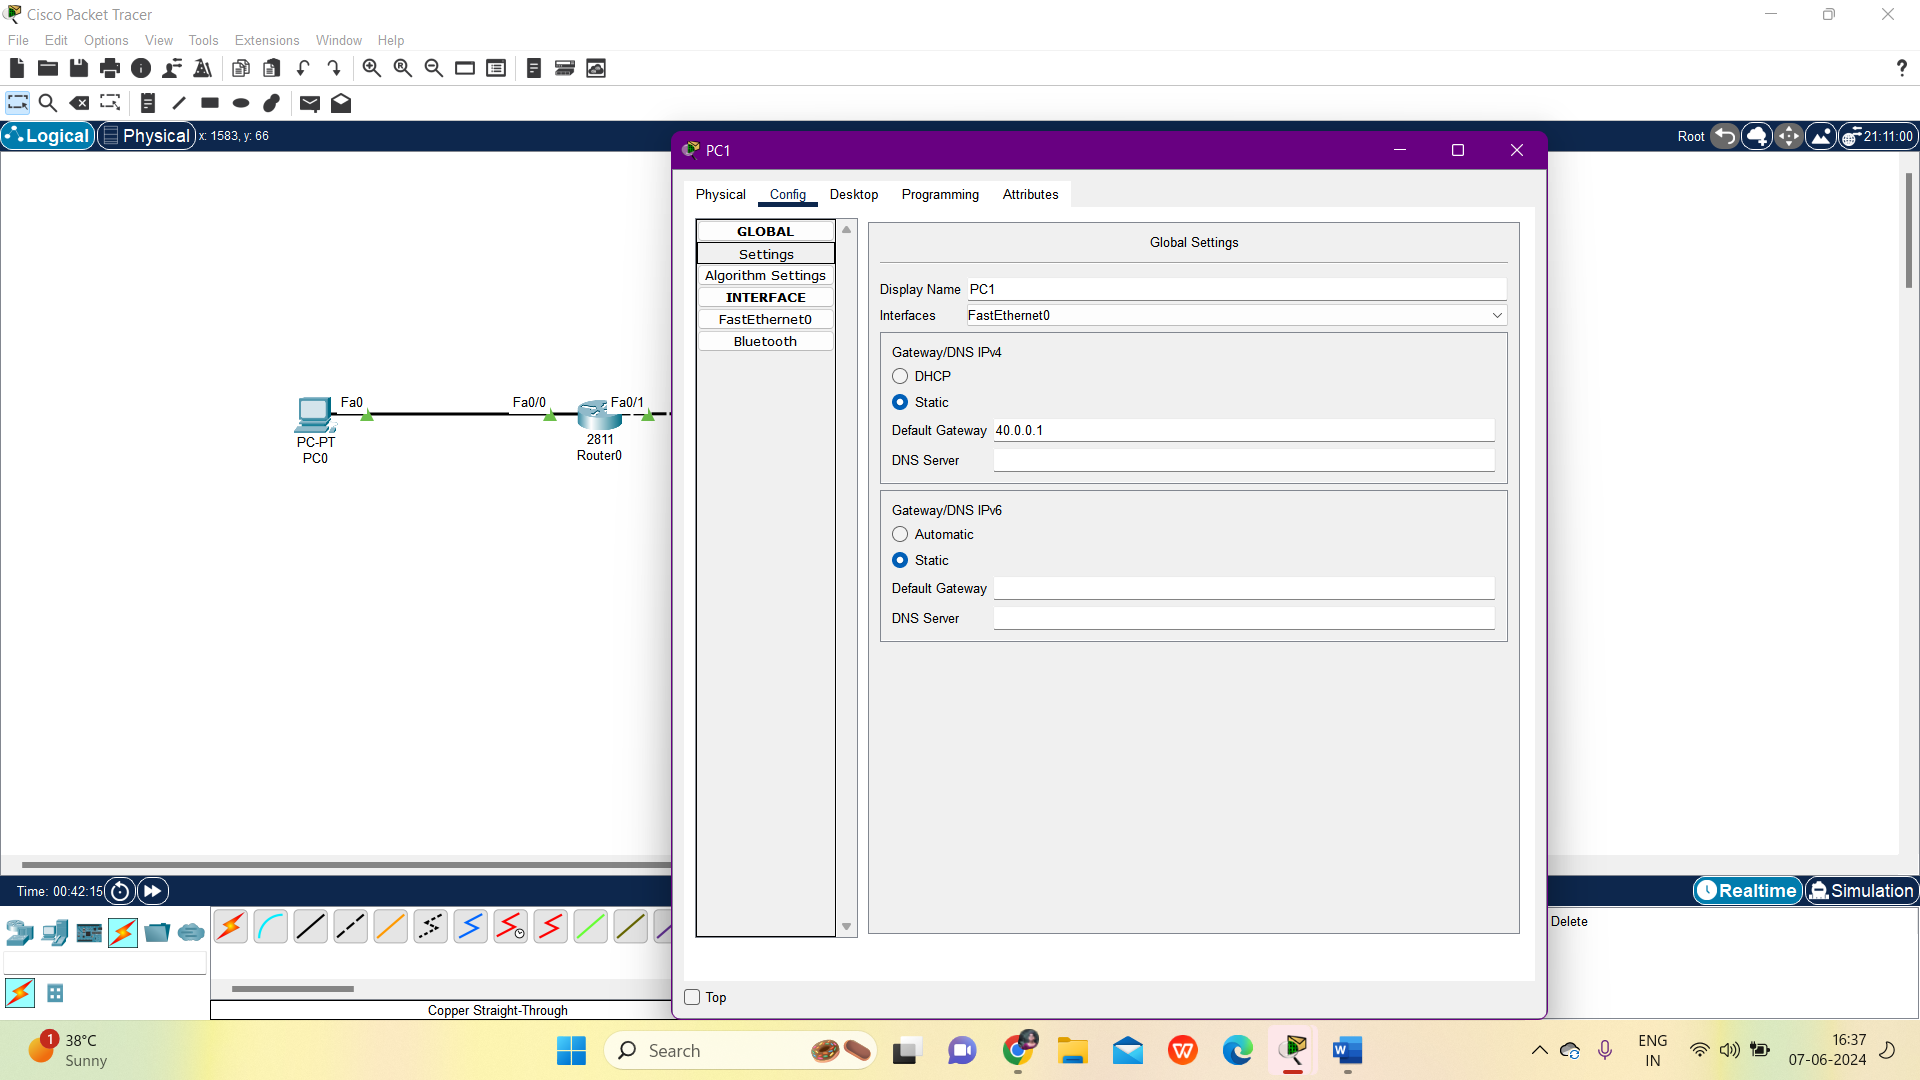 Cisco Packet Tracer
File Edit Options View Tools Extensions Window Help
?
Logical Physical x: 1583, y: 66
Root 21:11:00
PC1
Physical Config Desktop Programming Attributes
GLOBAL
Settings
Algorithm Settings
INTERFACE
FastEthernet0
Bluetooth
Global Settings
Display Name PC1
Interfaces FastEthernet0
Gateway/DNS IPv4
DHCP
Static
Default Gateway 40.0.0.1
DNS Server
Gateway/DNS IPv6
Automatic
Static
Default Gateway
DNS Server
Top
Fa0 Fa0/0 Fa0/1
PC-PT
PC0
2811
Router0
Time: 00:42:15
Realtime Simulation
Delete
Copper Straight-Through
1
38°C
Sunny
Search
W
W
ENG
IN
16:37
07-06-2024